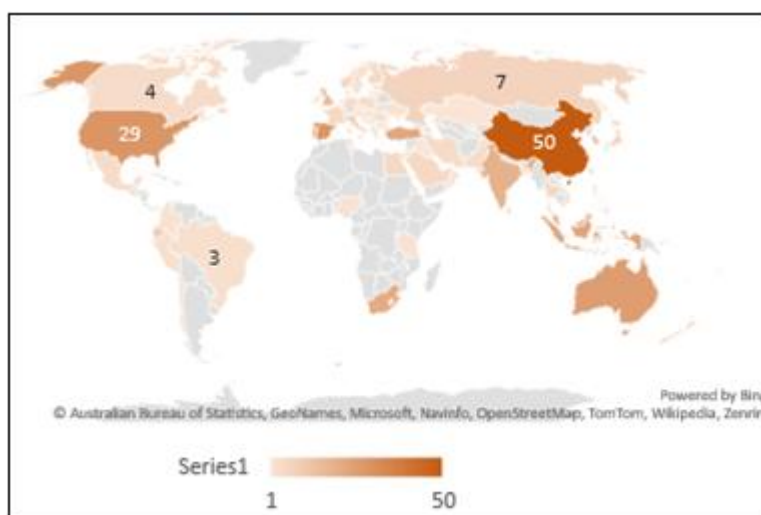 4
7
29
50
3
Powered by Bing
© Australian Bureau of Statistics, GeoNames, Microsoft, Navinfo, OpenStreetMap, TomTom, Wikipedia, Zenrin
Series1
1
50